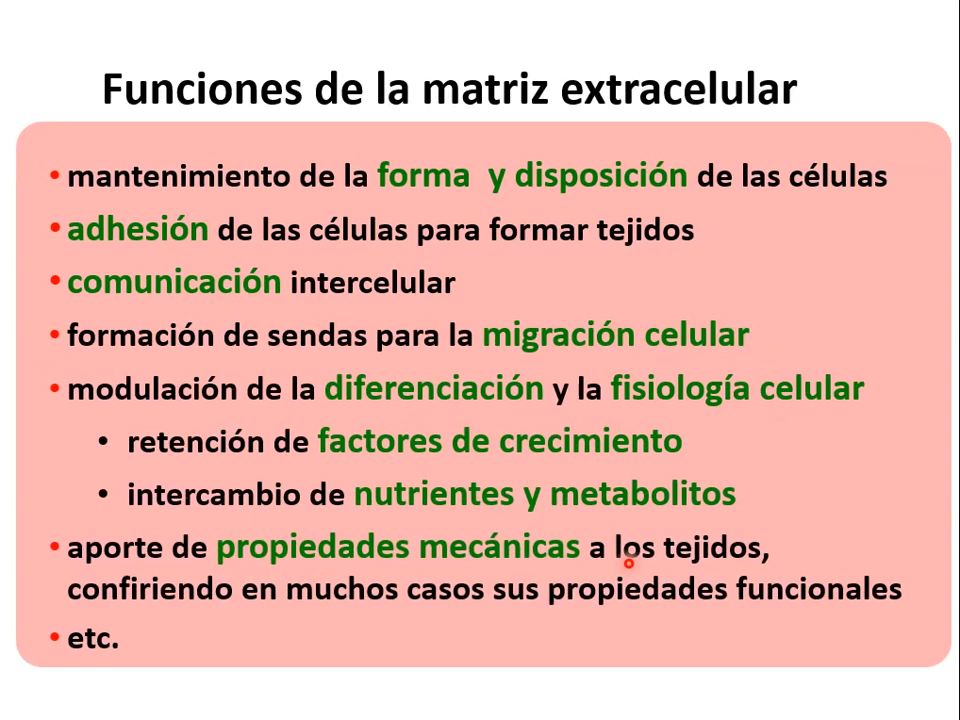 Funciones de la matriz extracelular
• mantenimiento de la forma y disposición de las células
• adhesión de las células para formar tejidos
• comunicación intercelular
• formación de sendas para la migración celular
• modulación de la diferenciación y la fisiología celular
• retención de factores de crecimiento
• intercambio de nutrientes y metabolitos
• aporte de propiedades mecánicas a los tejidos,
confiriendo en muchos casos sus propiedades funcionales
• etc.